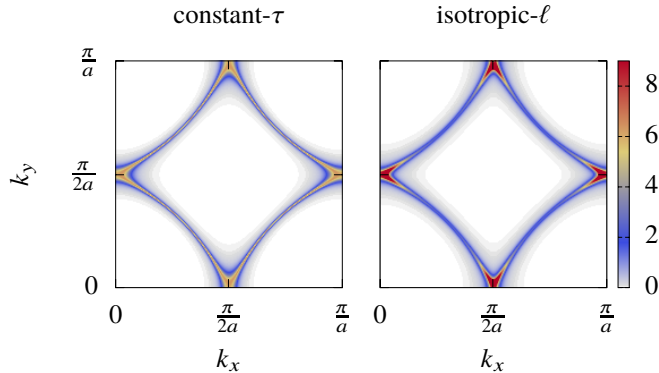 constant-τ isotropic-ℓ
π/a
8
6
k_y π/2a
4
2
0 0
0 π/2a π/a 0 π/2a π/a
k_x k_x